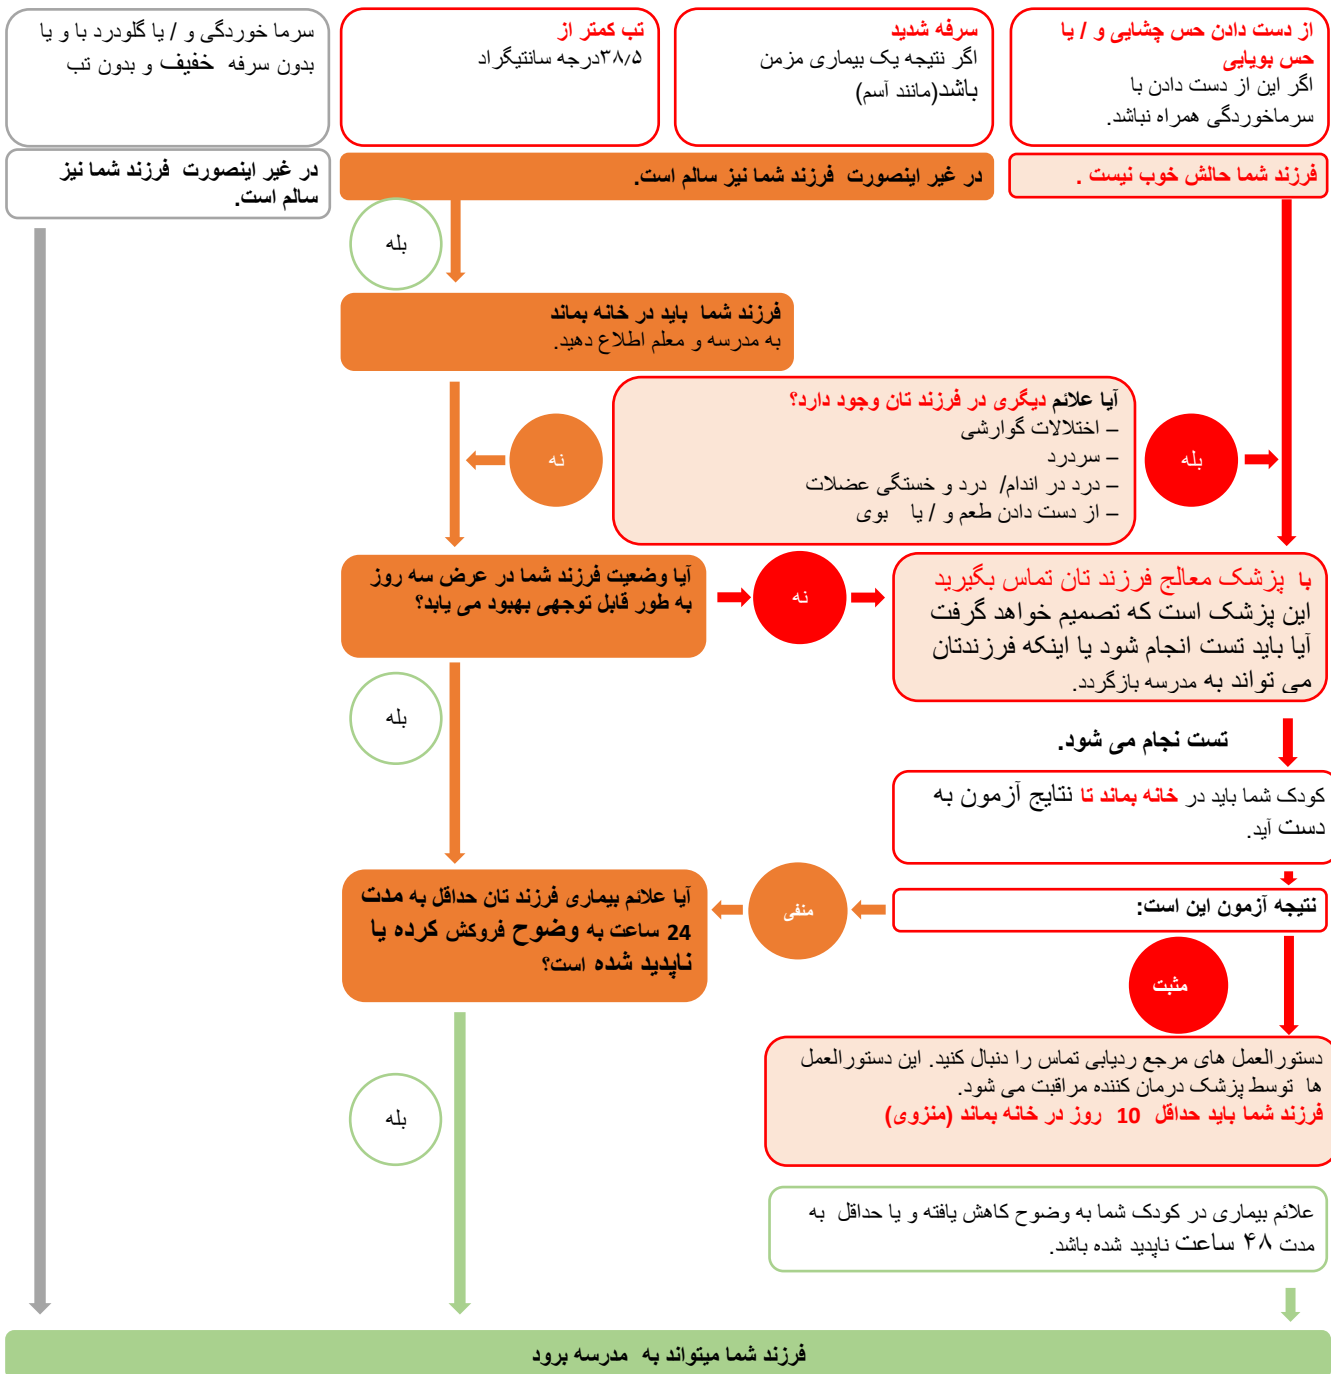 از دست دادن حس چشایی و / یا
حس بویایی
اگر این از دست دادن با
سرماخوردگی همراه نباشد.
سرفه شدید
اگر نتیجه یک بیماری مزمن
باشد(مانند آسم)
تب کمتر از
۳۸٫۵درجه سانتیگراد
سرما خوردگی و / یا گلودرد با و یا
بدون سرفه خفیف و بدون تب
فرزند شما حالش خوب نیست .
در غیر اینصورت فرزند شما نیز سالم است.
در غیر اینصورت فرزند شما نیز
سالم است.
بله
فرزند شما باید در خانه بماند
به مدرسه و معلم اطلاع دهید.
آیا علائم دیگری در فرزند تان وجود دارد؟
– اختلالات گوارشی
– سردرد
– درد در اندام/ درد و خستگی عضلات
– از دست دادن طعم و / یا بوی
بله
نه
آیا وضعیت فرزند شما در عرض سه روز
به طور قابل توجهی بهبود می یابد؟
نه
با پزشک معالج فرزند تان تماس بگیرید
این پزشک است که تصمیم خواهد گرفت
آیا باید تست انجام شود یا اینکه فرزندتان
می تواند به مدرسه بازگردد.
بله
تست نجام می شود.
کودک شما باید در خانه بماند تا نتایج آزمون به
دست آید.
نتیجه آزمون این است:
منفی
آیا علائم بیماری فرزند تان حداقل به مدت
24 ساعت به وضوح فروکش کرده یا
ناپدید شده است؟
مثبت
دستورالعمل های مرجع ردیابی تماس را دنبال کنید. این دستورالعمل
ها توسط پزشک درمان کننده مراقبت می شود.
فرزند شما باید حداقل 10 روز در خانه بماند (منزوی)
بله
علائم بیماری در کودک شما به وضوح کاهش یافته و یا حداقل به
مدت ۴۸ ساعت ناپدید شده باشد.
فرزند شما میتواند به مدرسه برود